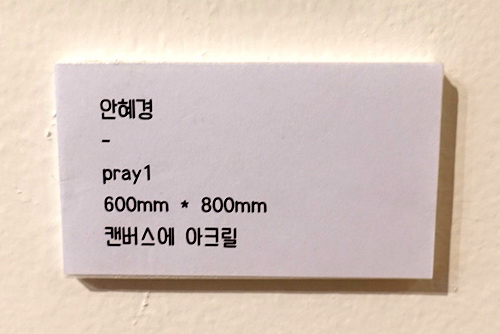 안혜경
-
pray1
600mm * 800mm
캔버스에 아크릴